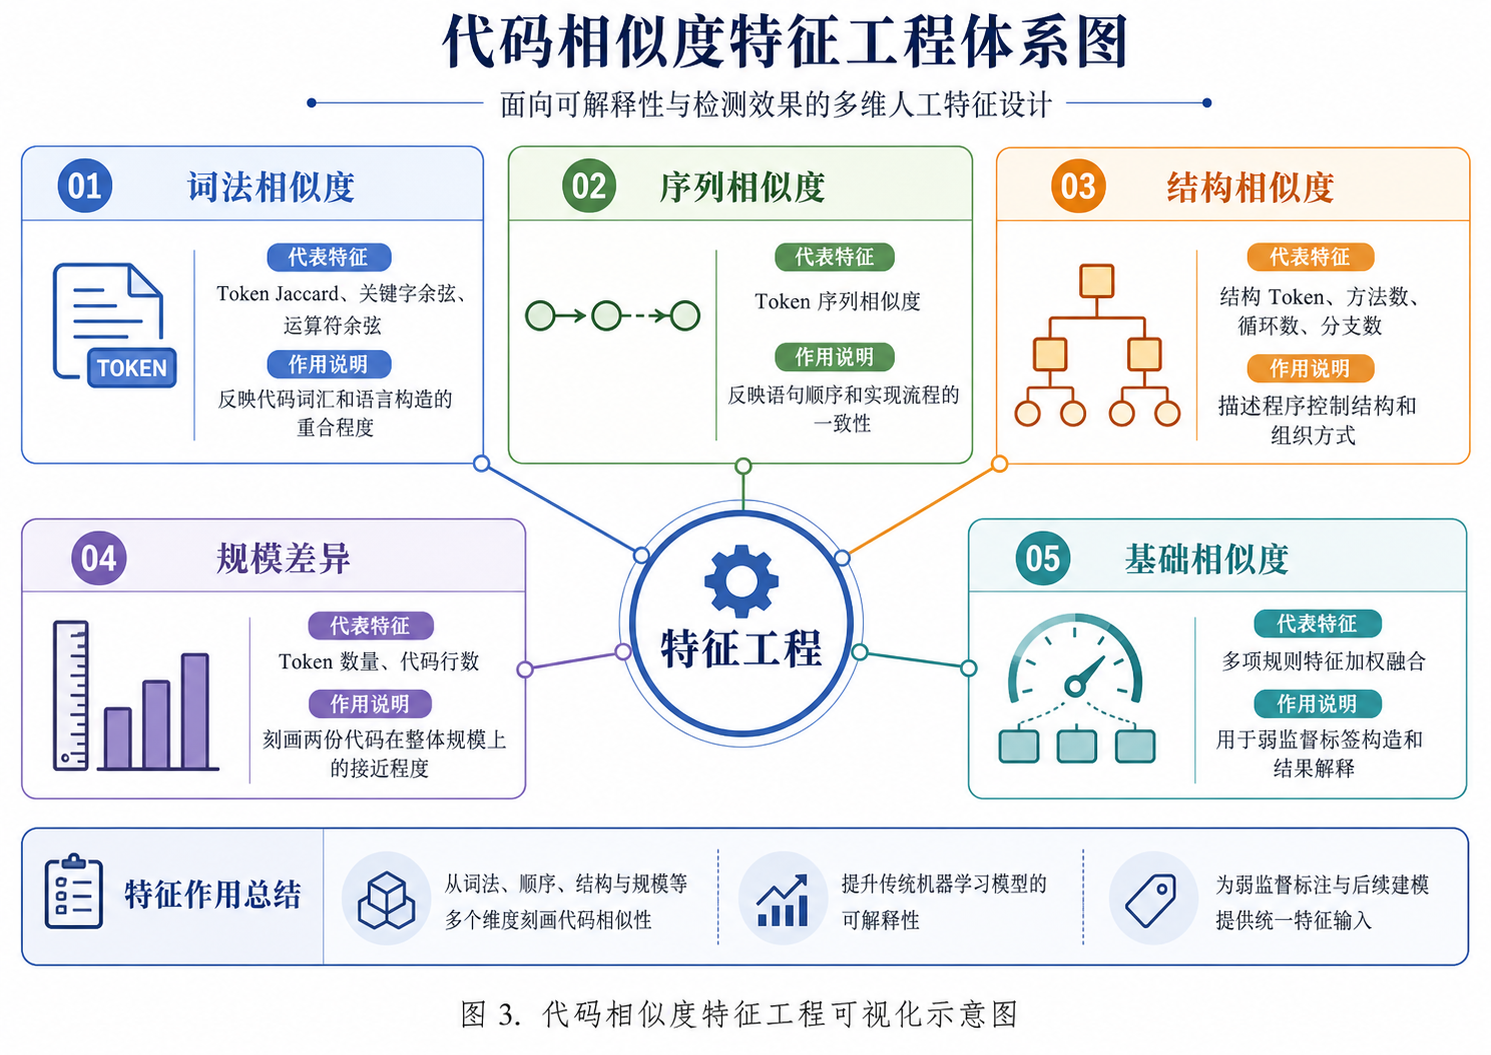 代码相似度特征工程体系图
面向可解释性与检测效果的多维人工特征设计
01
词法相似度
代表特征
Token Jaccard、关键字余弦、
运算符余弦
作用说明
反映代码词汇和语言构造的
重合程度
TOKEN
02
序列相似度
代表特征
Token 序列相似度
作用说明
反映语句顺序和实现流程的
一致性
03
结构相似度
代表特征
结构 Token、方法数、
循环数、分支数
作用说明
描述程序控制结构和
组织方式
特征工程
04
规模差异
代表特征
Token 数量、代码行数
作用说明
刻画两份代码在整体规模上
的接近程度
05
基础相似度
代表特征
多项规则特征加权融合
作用说明
用于弱监督标签构造和
结果解释
特征作用总结
从词法、顺序、结构与规模等
多个维度刻画代码相似性
提升传统机器学习模型的
可解释性
为弱监督标注与后续建模
提供统一特征输入
图 3. 代码相似度特征工程可视化示意图